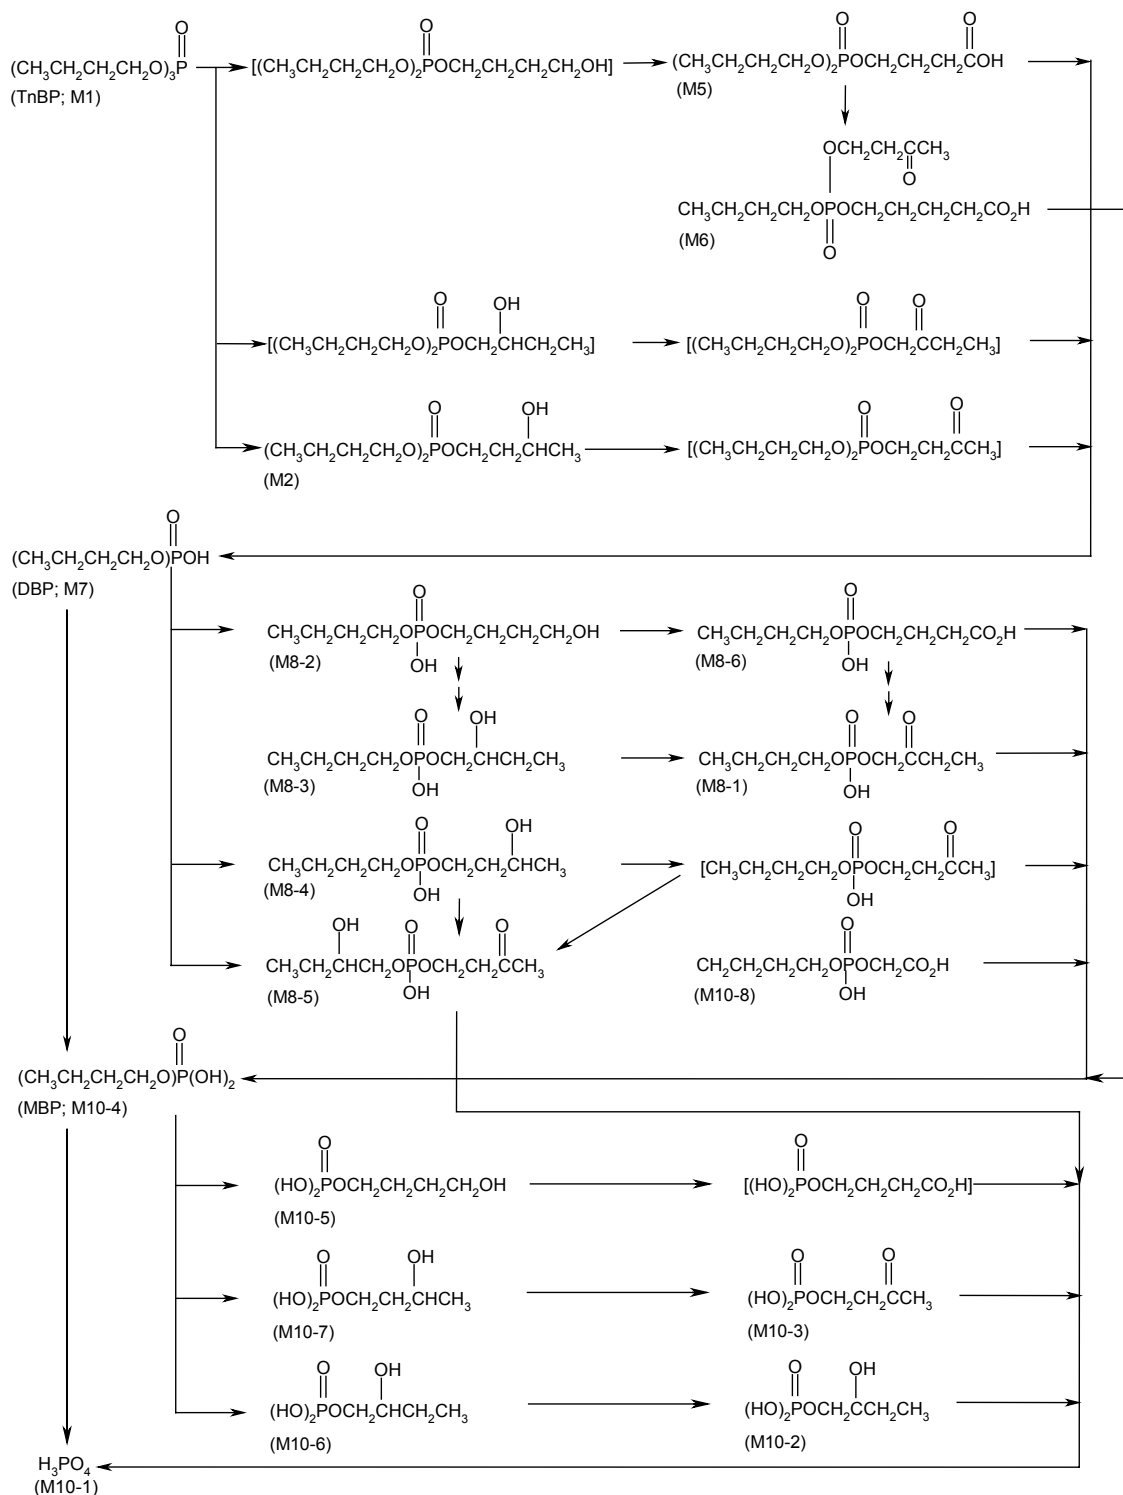 O
(CH₃CH₂CH₂CH₂O)₃P
(TnBP; M1)
O
[(CH₃CH₂CH₂CH₂O)₂POCH₂CH₂CH₂CH₂OH]
O O
(CH₃CH₂CH₂CH₂O)₂POCH₂CH₂CH₂COH
(M5)
OCH₂CH₂CCH₃
O
CH₃CH₂CH₂CH₂OPOCH₂CH₂CH₂CH₂CO₂H
(M6)
O
O OH
[(CH₃CH₂CH₂CH₂O)₂POCH₂CHCH₂CH₃]
O O
[(CH₃CH₂CH₂CH₂O)₂POCH₂CCH₂CH₃]
O OH
(CH₃CH₂CH₂CH₂O)₂POCH₂CH₂CHCH₃
(M2)
O O
[(CH₃CH₂CH₂CH₂O)₂POCH₂CH₂CCH₃]
O
(CH₃CH₂CH₂CH₂O)POH
(DBP; M7)
O
CH₃CH₂CH₂CH₂OPOCH₂CH₂CH₂CH₂OH
(M8-2)
OH
O
CH₃CH₂CH₂CH₂OPOCH₂CH₂CH₂CO₂H
(M8-6)
OH
O OH
CH₃CH₂CH₂CH₂OPOCH₂CHCH₂CH₃
(M8-3)
OH
O O
CH₃CH₂CH₂CH₂OPOCH₂CCH₂CH₃
(M8-1)
OH
O OH
CH₃CH₂CH₂CH₂OPOCH₂CH₂CHCH₃
(M8-4)
OH
O O
[CH₃CH₂CH₂CH₂OPOCH₂CH₂CCH₃]
OH
OH O O
CH₃CH₂CHCH₂OPOCH₂CH₂CCH₃
(M8-5)
OH
O
CH₂CH₂CH₂CH₂OPOCH₂CO₂H
(M10-8)
OH
O
(CH₃CH₂CH₂CH₂O)P(OH)₂
(MBP; M10-4)
O
(HO)₂POCH₂CH₂CH₂CH₂OH
(M10-5)
O
[(HO)₂POCH₂CH₂CH₂CO₂H]
O OH
(HO)₂POCH₂CH₂CHCH₃
(M10-7)
O O
(HO)₂POCH₂CH₂CCH₃
(M10-3)
O OH
(HO)₂POCH₂CHCH₂CH₃
(M10-6)
O OH
(HO)₂POCH₂CCH₂CH₃
(M10-2)
H₃PO₄
(M10-1)